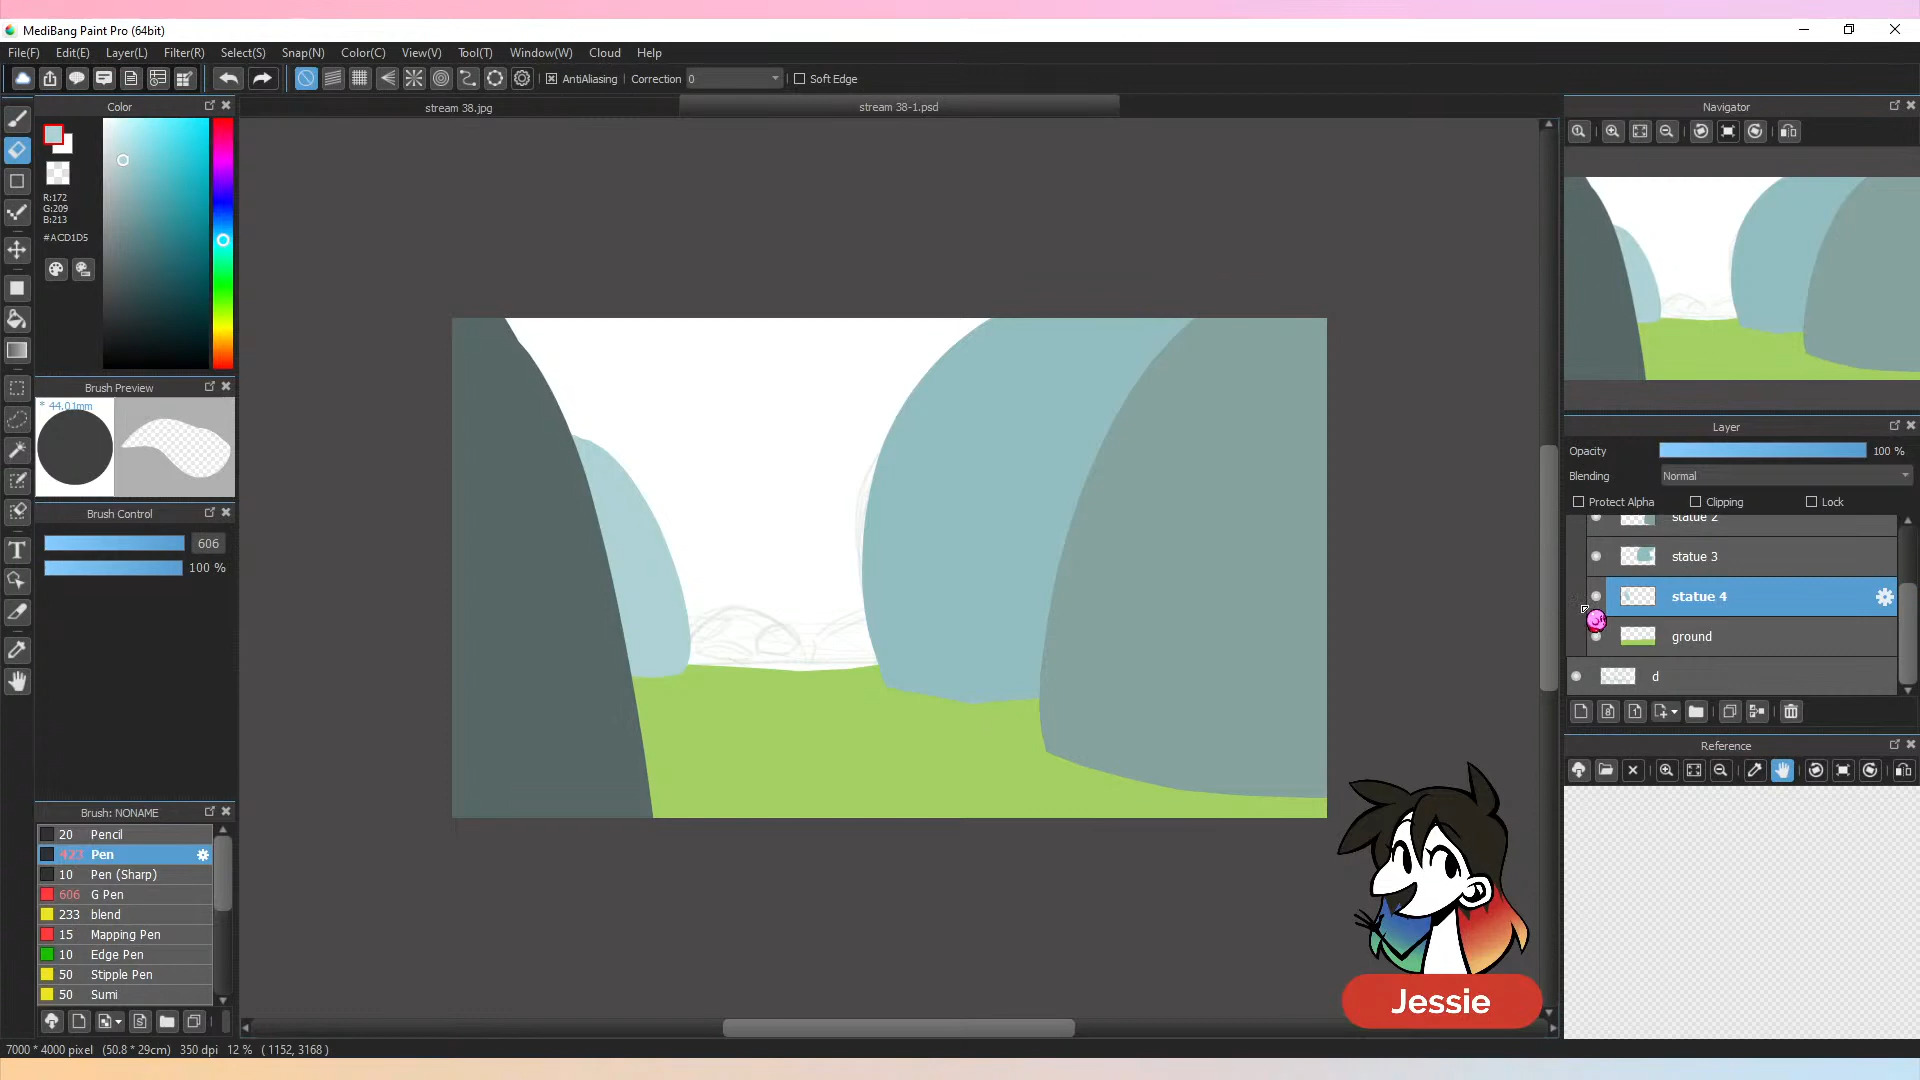 MediBang Paint Pro (64bit)
File(F) Edit(E) Layer(L) Filter(R) Select(S) Snap(N) Color(C) View(V) Tool(T) Window(W) Cloud Help
AntiAliasing Correction 0 Soft Edge
Color
stream 38.jpg
stream 38-1.psd
Navigator
R:172
G:209
B:213
#ACD1D5
Brush Preview
* 44.01mm
Brush Control
606
100 %
Brush: NONAME
20 Pencil
423 Pen
10 Pen (Sharp)
606 G Pen
233 blend
15 Mapping Pen
10 Edge Pen
50 Stipple Pen
50 Sumi
Layer
Opacity 100 %
Blending Normal
Protect Alpha Clipping Lock
statue 2
statue 3
statue 4
ground
d
Reference
Jessie
7000 * 4000 pixel (50.8 * 29cm) 350 dpi 12 % ( 1152, 3168 )